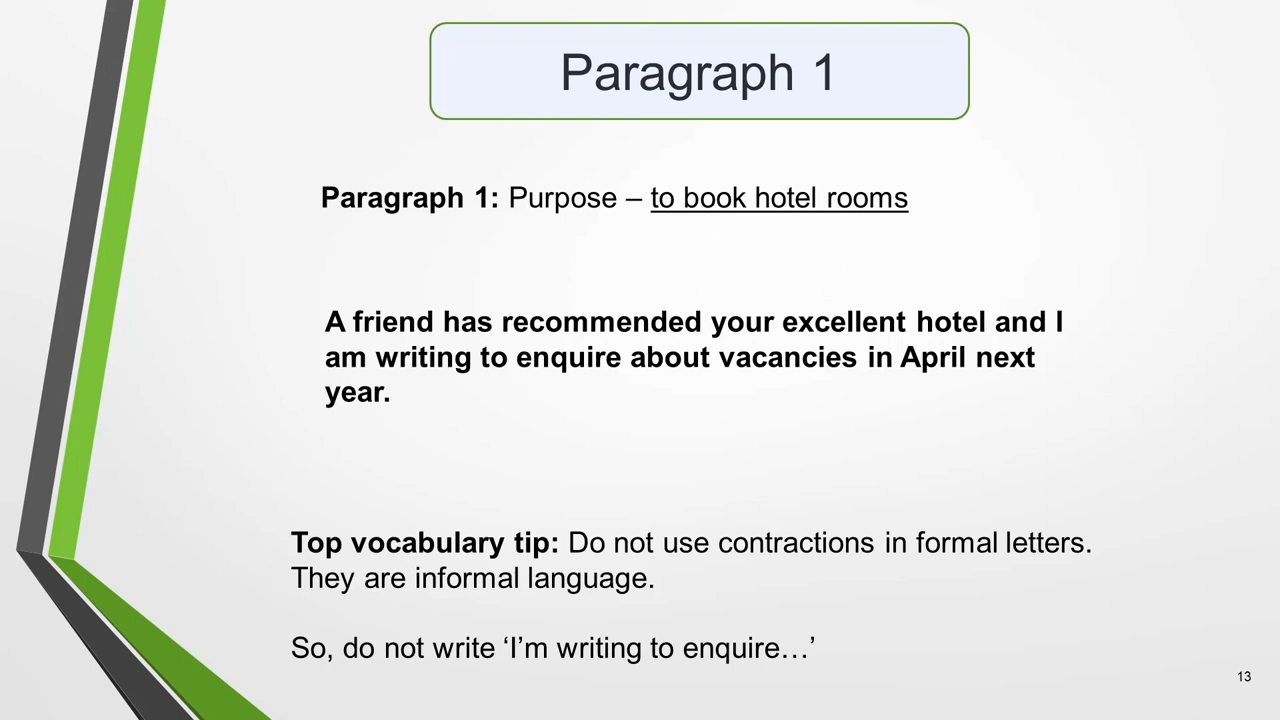 Paragraph 1
Paragraph 1: Purpose – to book hotel rooms
A friend has recommended your excellent hotel and I
am writing to enquire about vacancies in April next
year.
Top vocabulary tip: Do not use contractions in formal letters.
They are informal language.
So, do not write ‘I’m writing to enquire…’
13